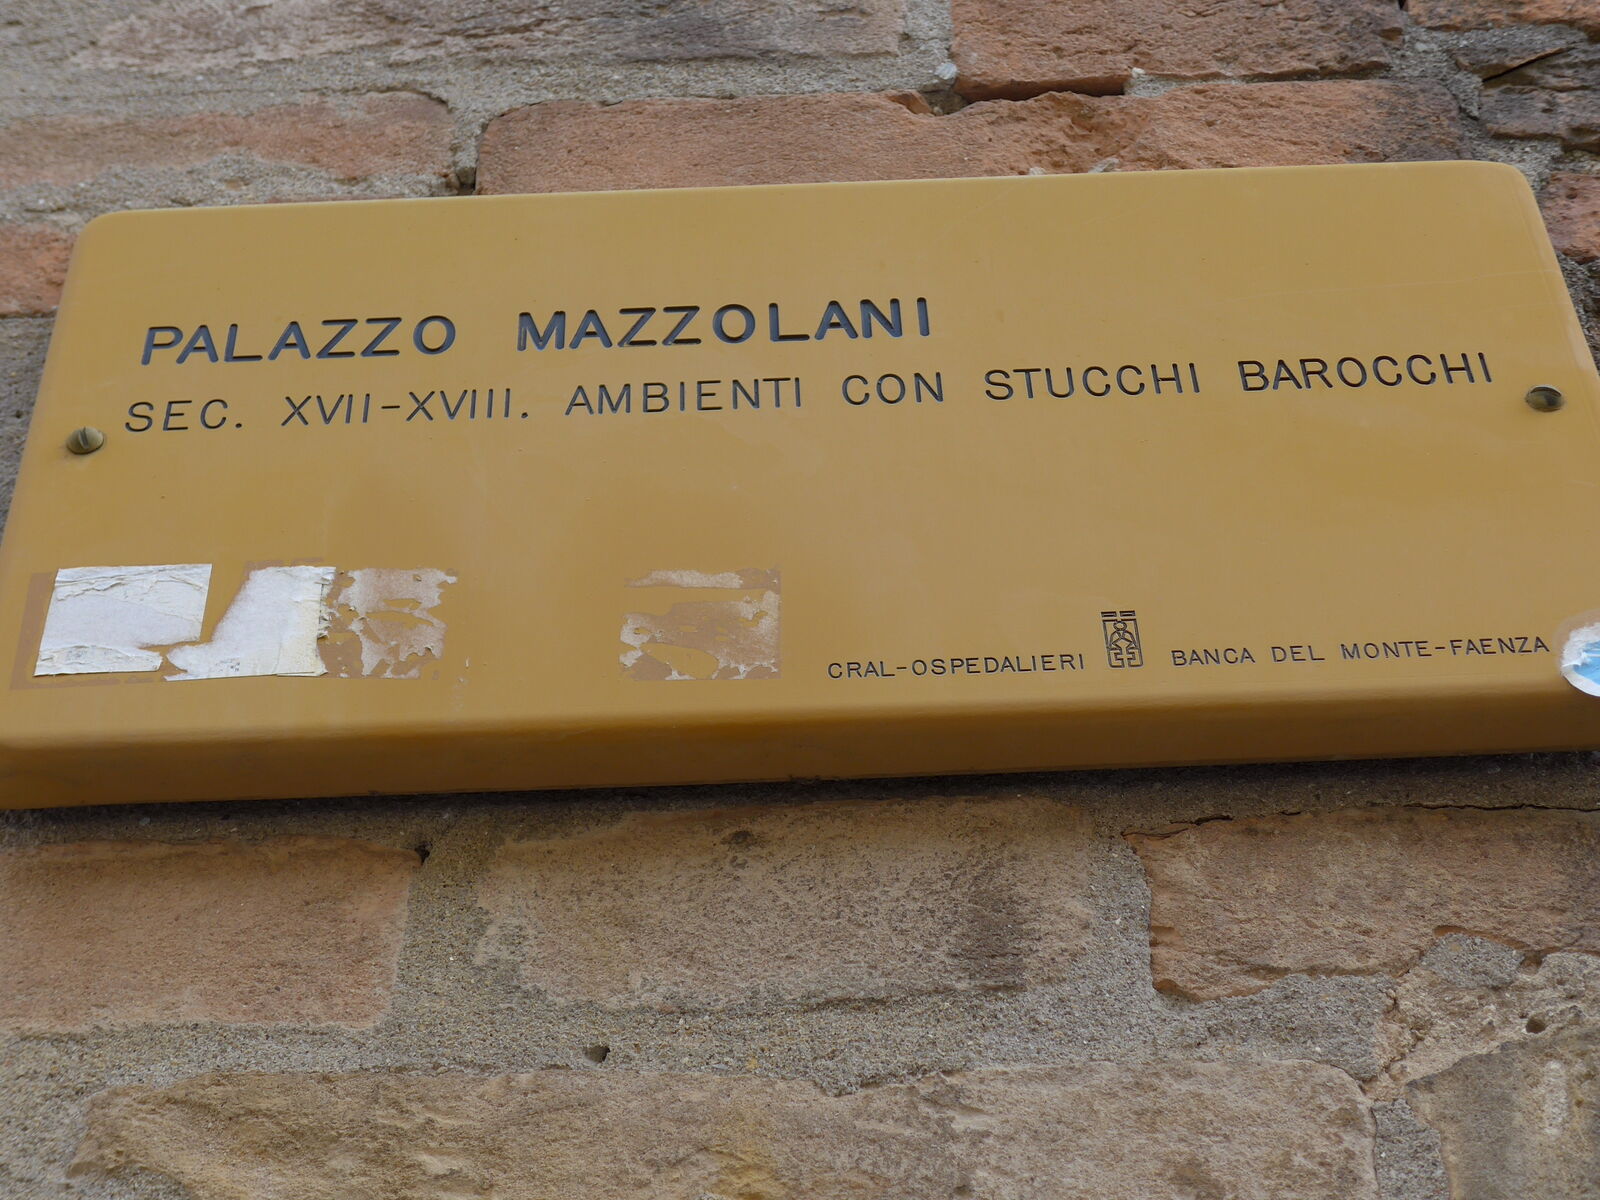 PALAZZO MAZZOLANI
SEC. XVII-XVIII. AMBIENTI CON STUCCHI BAROCCHI
CRAL-OSPEDALIERI BANCA DEL MONTE-FAENZA